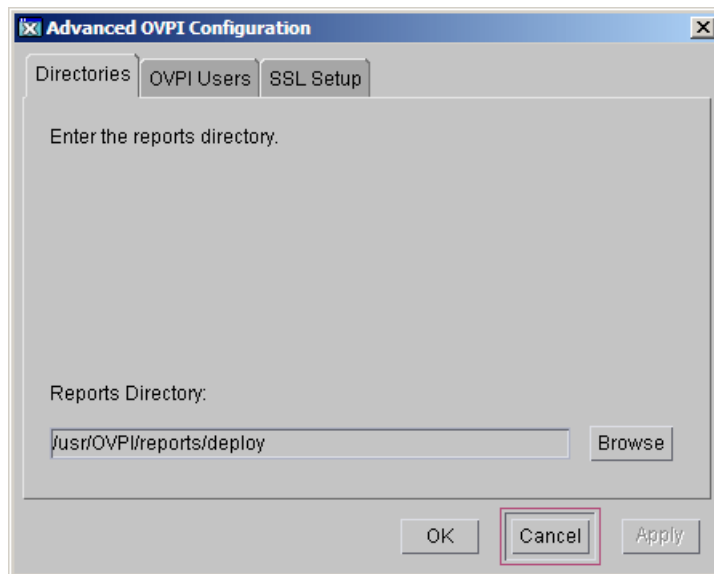 Advanced OVPI Configuration
Directories OVPI Users SSL Setup
Enter the reports directory.
Reports Directory:
/usr/OVPI/reports/deploy Browse
OK Cancel Apply